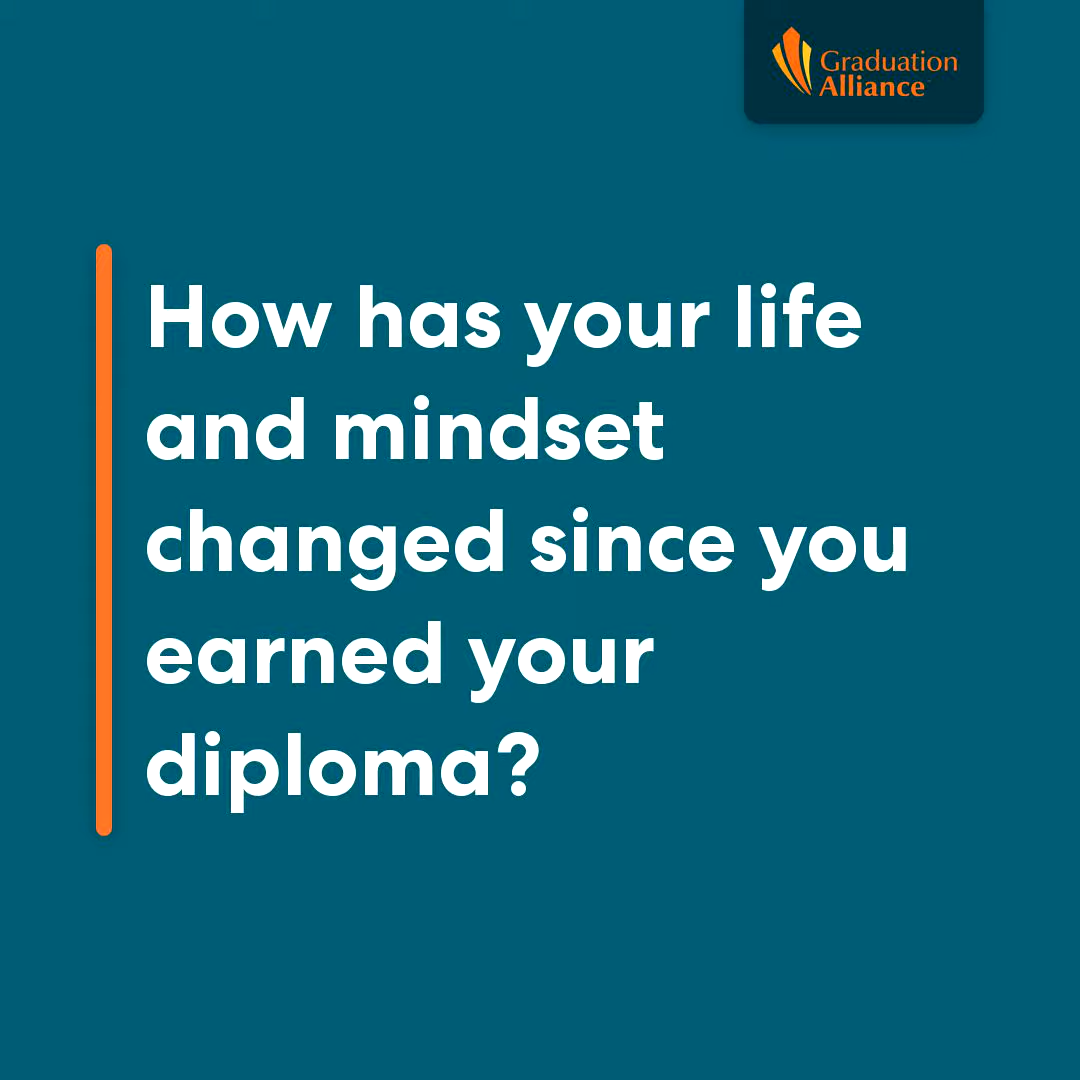 Graduation
Alliance
How has your life
and mindset
changed since you
earned your
diploma?